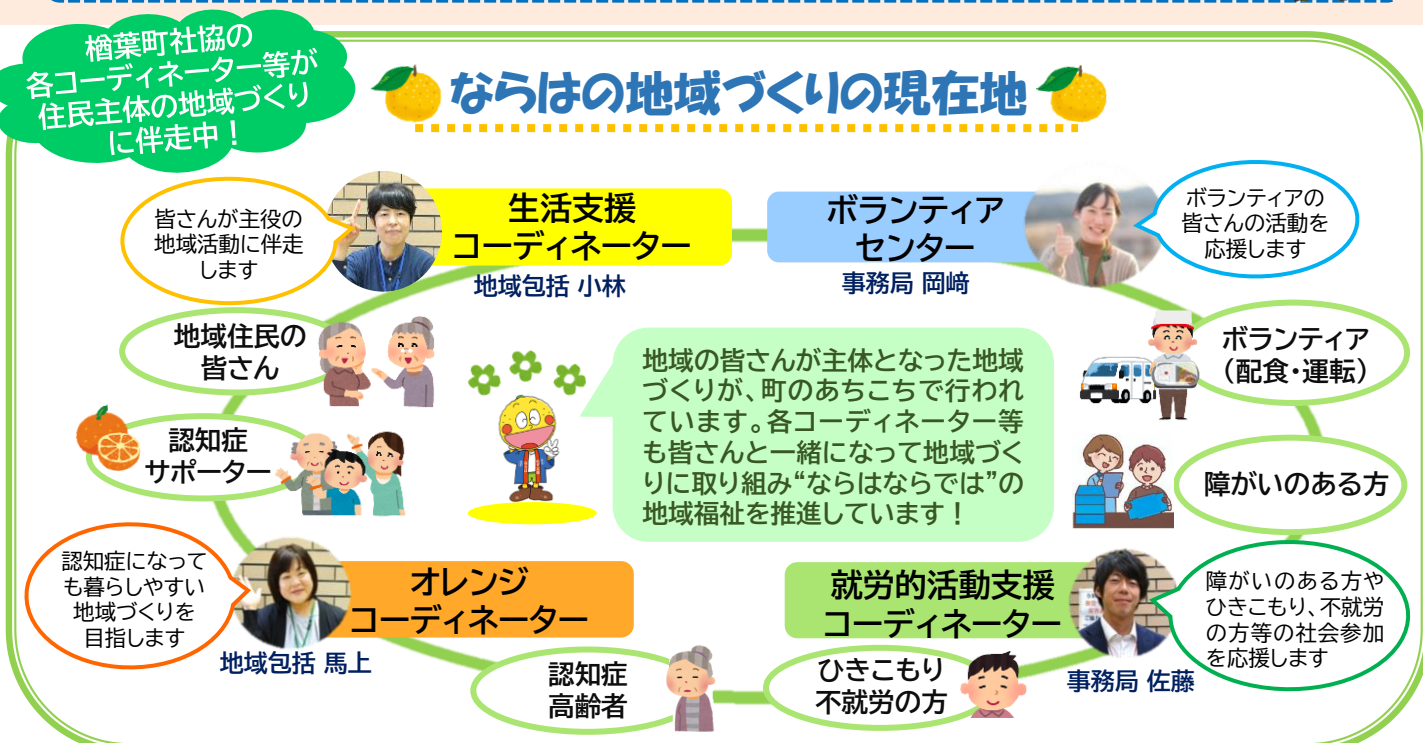 楢葉町社協の
各コーディネーター等が
住民主体の地域づくり
に伴走中！
ならはの地域づくりの現在地
皆さんが主役の
地域活動に伴走
します
生活支援
コーディネーター
地域包括 小林
ボランティア
センター
事務局 岡﨑
ボランティアの
皆さんの活動を
応援します
地域住民の
皆さん
ボランティア
（配食・運転）
地域の皆さんが主体となった地域
づくりが、町のあちこちで行われ
ています。各コーディネーター等
も皆さんと一緒になって地域づく
りに取り組み“ならはならでは”の
地域福祉を推進しています！
認知症
サポーター
障がいのある方
認知症になって
も暮らしやすい
地域づくりを
目指します
オレンジ
コーディネーター
地域包括 馬上
就労的活動支援
コーディネーター
事務局 佐藤
障がいのある方や
ひきこもり、不就労
の方等の社会参加
を応援します
認知症
高齢者
ひきこもり
不就労の方